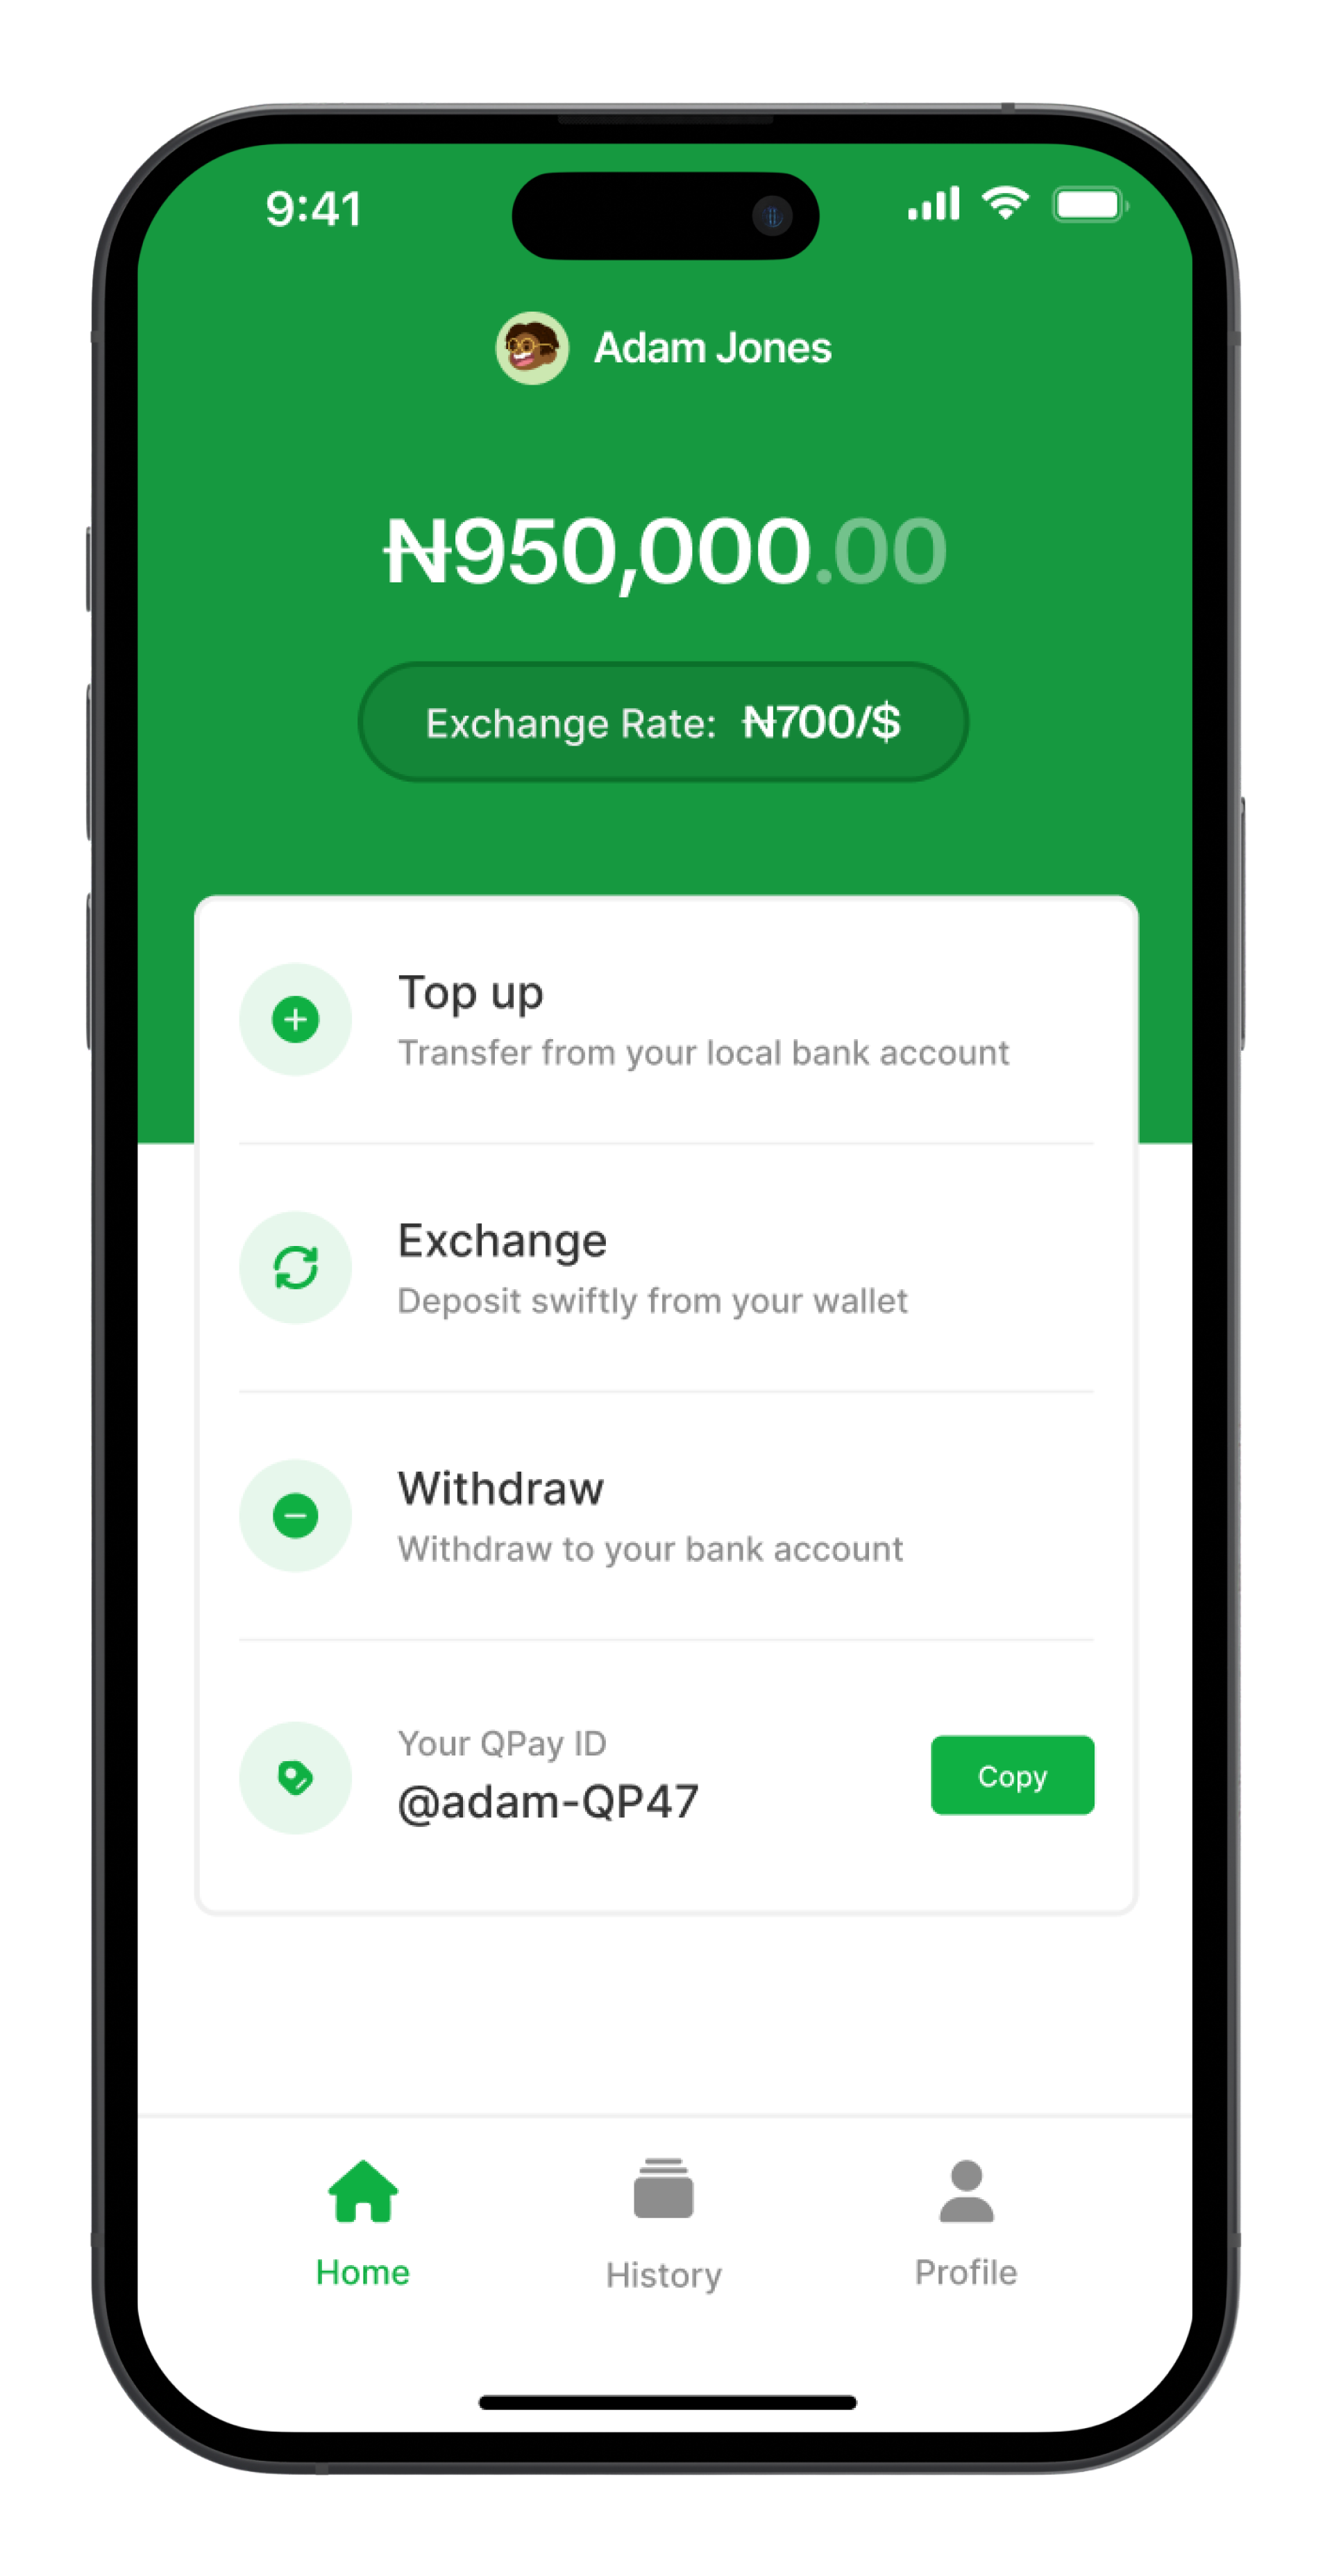 9:41
Adam Jones
₦950,000.00
Exchange Rate: ₦700/$
Top up
Transfer from your local bank account
Exchange
Deposit swiftly from your wallet
Withdraw
Withdraw to your bank account
Your QPay ID
@adam-QP47
Copy
Home
History
Profile